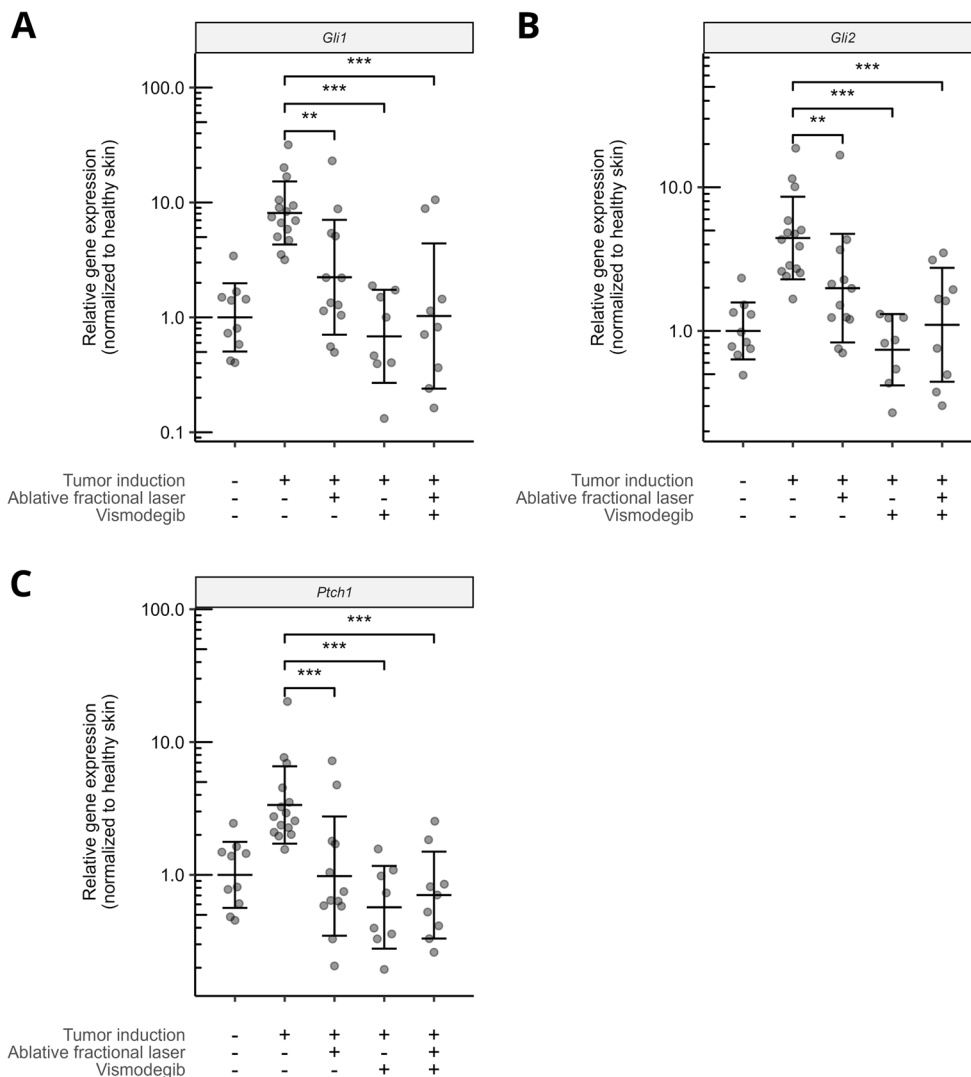 A
Gli1
Relative gene expression
(normalized to healthy skin)
100.0
10.0
1.0
0.1
***
***
**
Tumor induction - + + + +
Ablative fractional laser - - + - +
Vismodegib - - - + +
B
Gli2
Relative gene expression
(normalized to healthy skin)
10.0
1.0
***
***
**
Tumor induction - + + + +
Ablative fractional laser - - + - +
Vismodegib - - - + +
C
Ptch1
Relative gene expression
(normalized to healthy skin)
100.0
10.0
1.0
***
***
***
Tumor induction - + + + +
Ablative fractional laser - - + - +
Vismodegib - - - + +